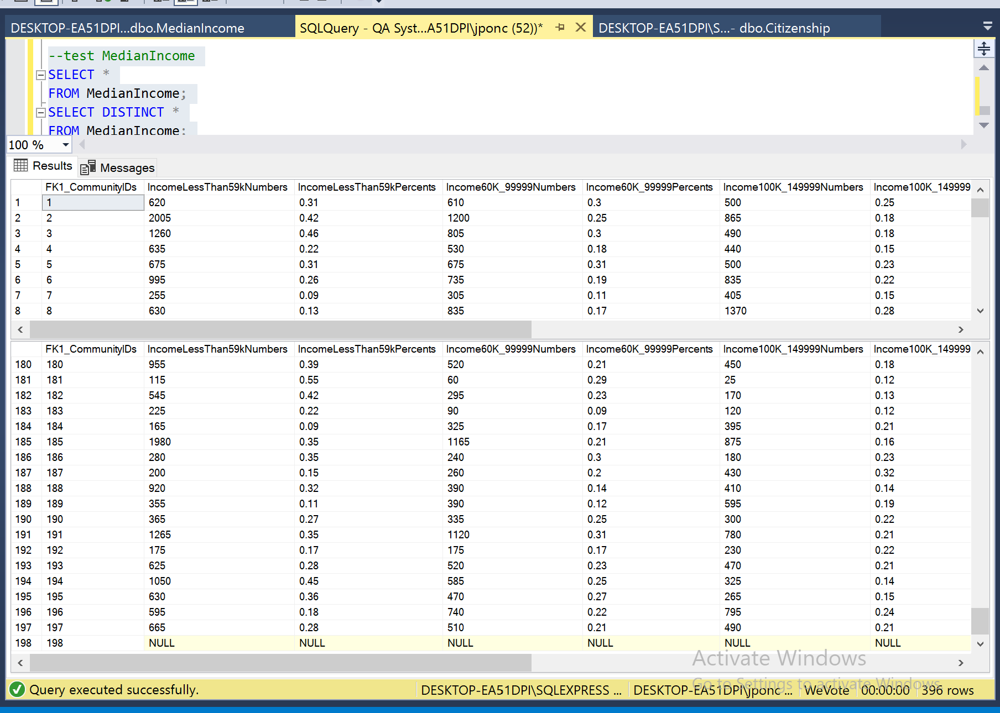 DESKTOP-EA51DPI...dbo.MedianIncome SQLQuery - QA Syst...A51DPI\jponc (52))* DESKTOP-EA51DPI\S...- dbo.Citizenship
--test MedianIncome
SELECT *
FROM MedianIncome;
SELECT DISTINCT *
FROM MedianIncome;
100 %
Results Messages
FK1_CommunityIDs IncomeLessThan59kNumbers IncomeLessThan59kPercents Income60K_99999Numbers Income60K_99999Percents Income100K_149999Numbers Income100K_149999
1 1 620 0.31 610 0.3 500 0.25
2 2 2005 0.42 1200 0.25 865 0.18
3 3 1260 0.46 805 0.3 490 0.18
4 4 635 0.22 530 0.18 440 0.15
5 5 675 0.31 675 0.31 500 0.23
6 6 995 0.26 735 0.19 835 0.22
7 7 255 0.09 305 0.11 405 0.15
8 8 630 0.13 835 0.17 1370 0.28
FK1_CommunityIDs IncomeLessThan59kNumbers IncomeLessThan59kPercents Income60K_99999Numbers Income60K_99999Percents Income100K_149999Numbers Income100K_149999
180 180 955 0.39 520 0.21 450 0.18
181 181 115 0.55 60 0.29 25 0.12
182 182 545 0.42 295 0.23 170 0.13
183 183 225 0.22 90 0.09 120 0.12
184 184 165 0.09 325 0.17 395 0.21
185 185 1980 0.35 1165 0.21 875 0.16
186 186 280 0.35 240 0.3 180 0.23
187 187 200 0.15 260 0.2 430 0.32
188 188 920 0.32 390 0.14 410 0.14
189 189 355 0.11 390 0.12 595 0.19
190 190 365 0.27 335 0.25 300 0.22
191 191 1265 0.35 1120 0.31 780 0.21
192 192 175 0.17 175 0.17 230 0.22
193 193 625 0.28 520 0.23 470 0.21
194 194 1050 0.45 585 0.25 325 0.14
195 195 630 0.36 470 0.27 265 0.15
196 196 595 0.18 740 0.22 795 0.24
197 197 665 0.28 510 0.21 490 0.21
198 198 NULL NULL NULL NULL NULL NULL
Activate Windows
Go to Settings to activate Windows.
Query executed successfully. DESKTOP-EA51DPI\SQLEXPRESS ... DESKTOP-EA51DPI\jponc ... WeVote 00:00:00 396 rows